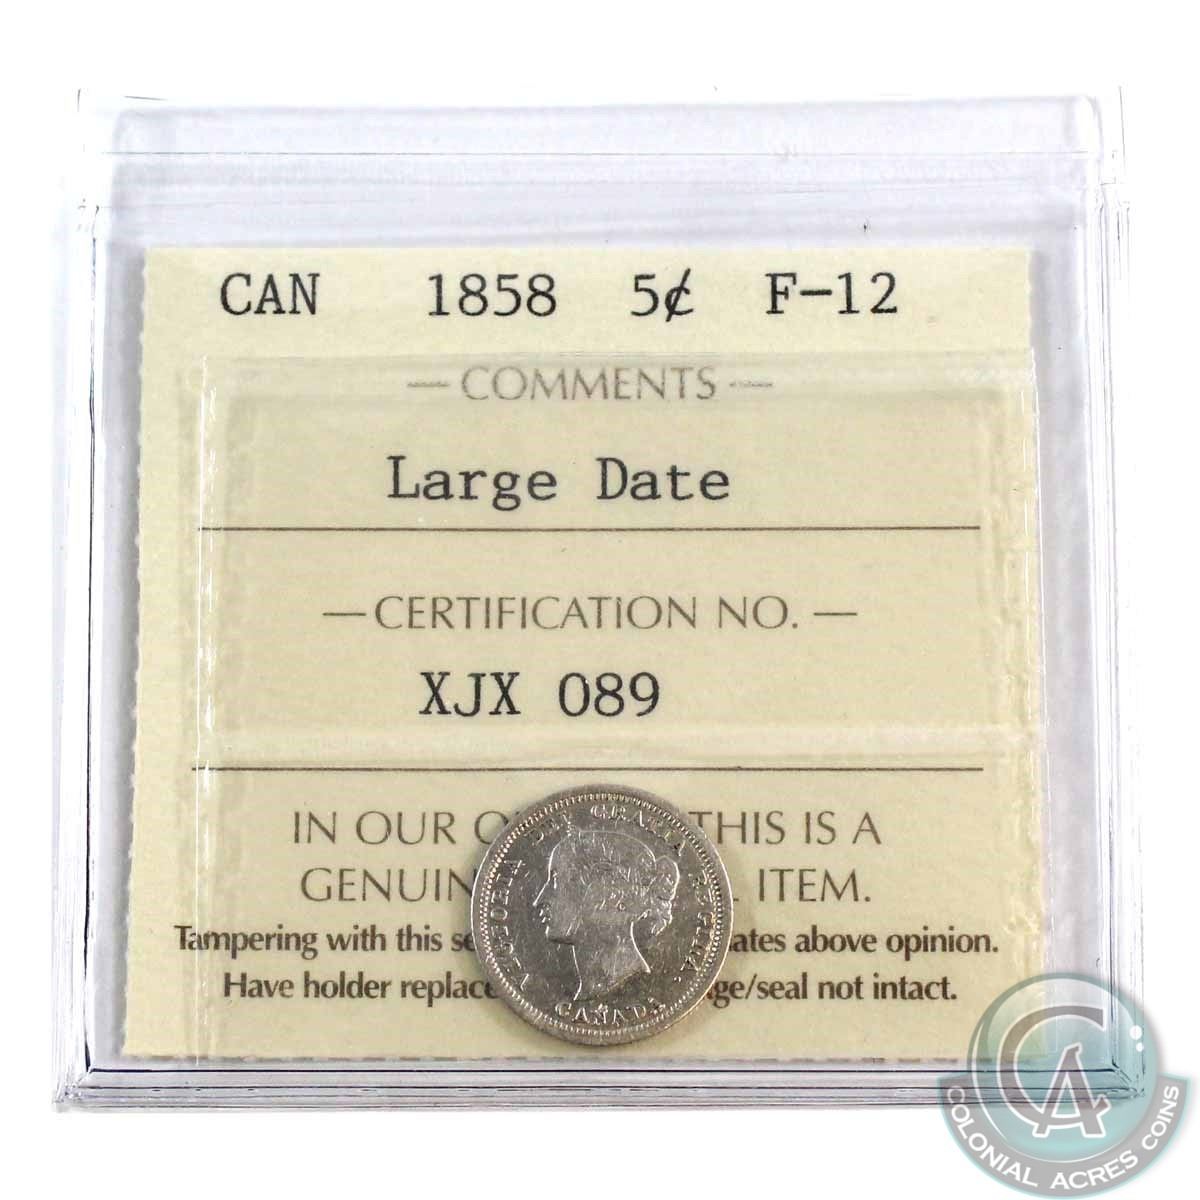 CAN 1858 5¢ F-12
— COMMENTS —
Large Date
— CERTIFICATION NO. —
XJX 089
IN OUR THIS IS A
GENUIN ITEM.
Tampering with this se ates above opinion.
Have holder replace ge/seal not intact.
VICTORIA DEI GRATIA REGINA.
CANADA
CA
COLONIAL ACRES COINS